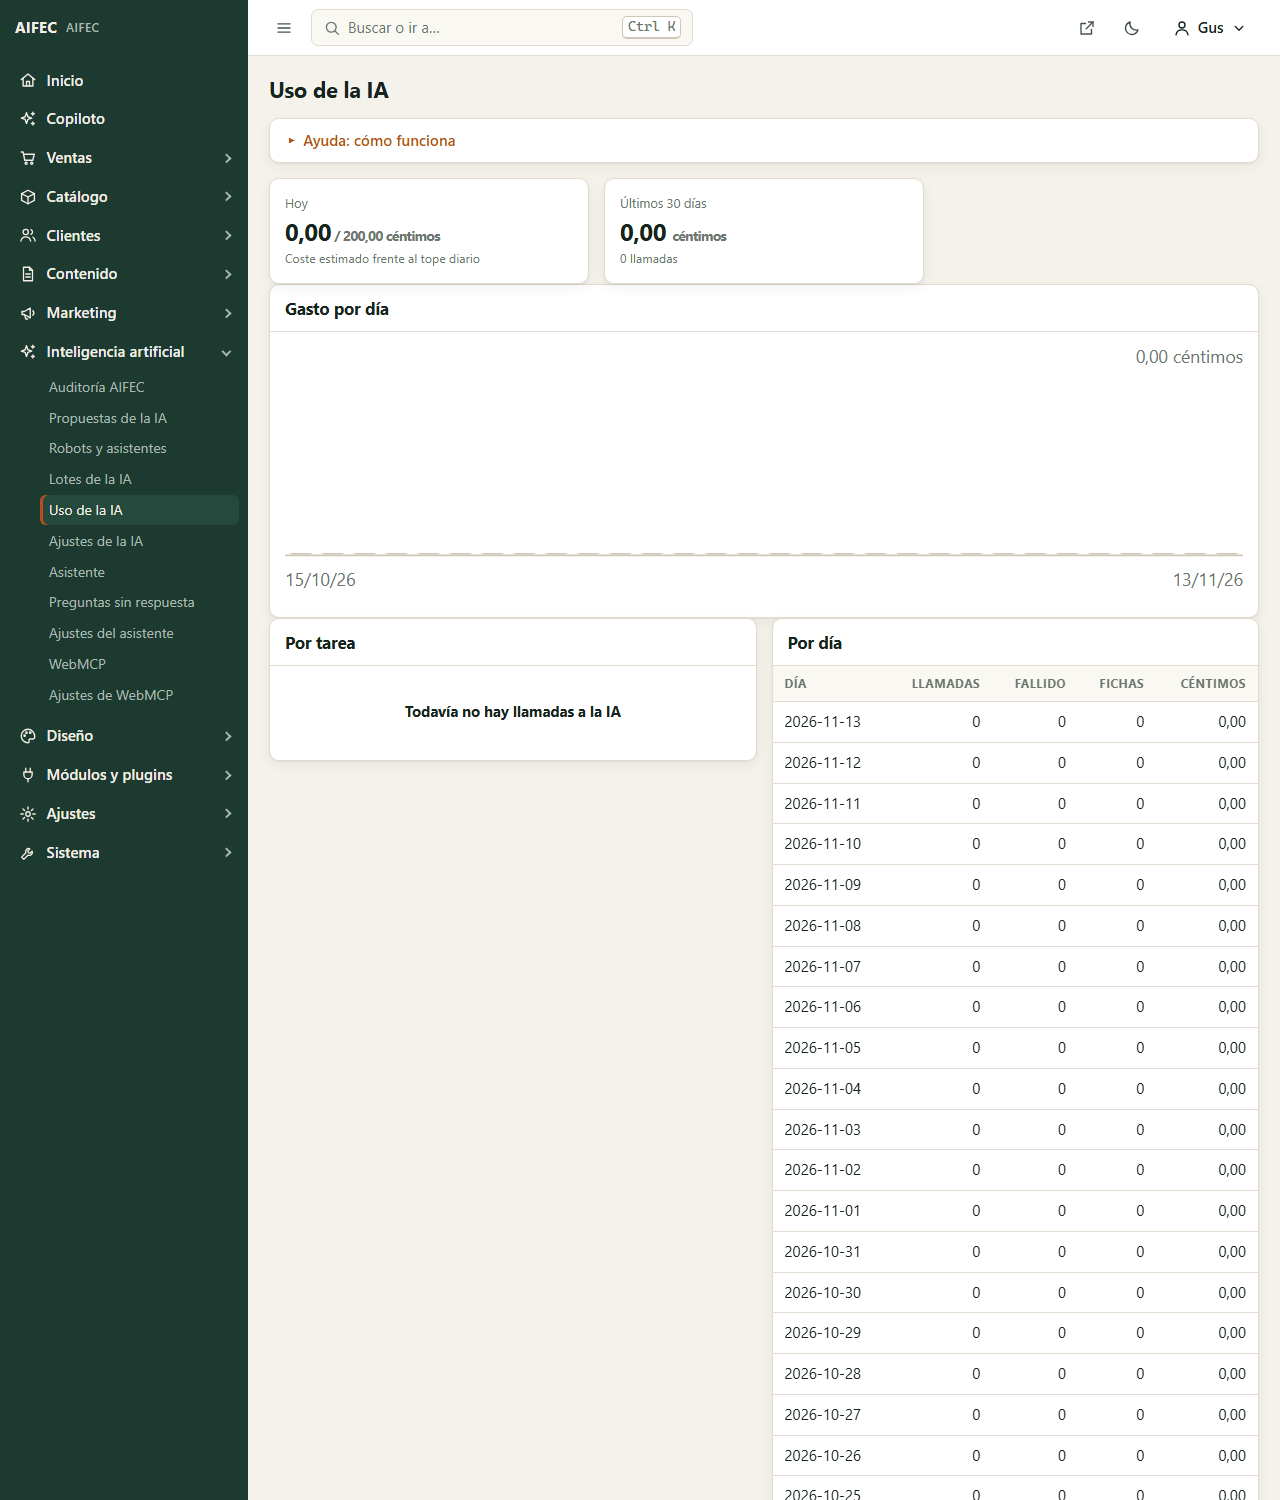 AIFEC AIFEC
Inicio
Copiloto
Ventas
Catálogo
Clientes
Contenido
Marketing
Inteligencia artificial
Auditoría AIFEC
Propuestas de la IA
Robots y asistentes
Lotes de la IA
Uso de la IA
Ajustes de la IA
Asistente
Preguntas sin respuesta
Ajustes del asistente
WebMCP
Ajustes de WebMCP
Diseño
Módulos y plugins
Ajustes
Sistema
Buscar o ir a... Ctrl K
Gus
Uso de la IA
Ayuda: cómo funciona
Hoy
0,00 / 200,00 céntimos
Coste estimado frente al tope diario
Últimos 30 días
0,00 céntimos
0 llamadas
Gasto por día
0,00 céntimos
15/10/26 13/11/26
Por tarea
Todavía no hay llamadas a la IA
Por día
DÍA LLAMADAS FALLIDO FICHAS CÉNTIMOS
2026-11-13 0 0 0 0,00
2026-11-12 0 0 0 0,00
2026-11-11 0 0 0 0,00
2026-11-10 0 0 0 0,00
2026-11-09 0 0 0 0,00
2026-11-08 0 0 0 0,00
2026-11-07 0 0 0 0,00
2026-11-06 0 0 0 0,00
2026-11-05 0 0 0 0,00
2026-11-04 0 0 0 0,00
2026-11-03 0 0 0 0,00
2026-11-02 0 0 0 0,00
2026-11-01 0 0 0 0,00
2026-10-31 0 0 0 0,00
2026-10-30 0 0 0 0,00
2026-10-29 0 0 0 0,00
2026-10-28 0 0 0 0,00
2026-10-27 0 0 0 0,00
2026-10-26 0 0 0 0,00
2026-10-25 0 0 0 0,00